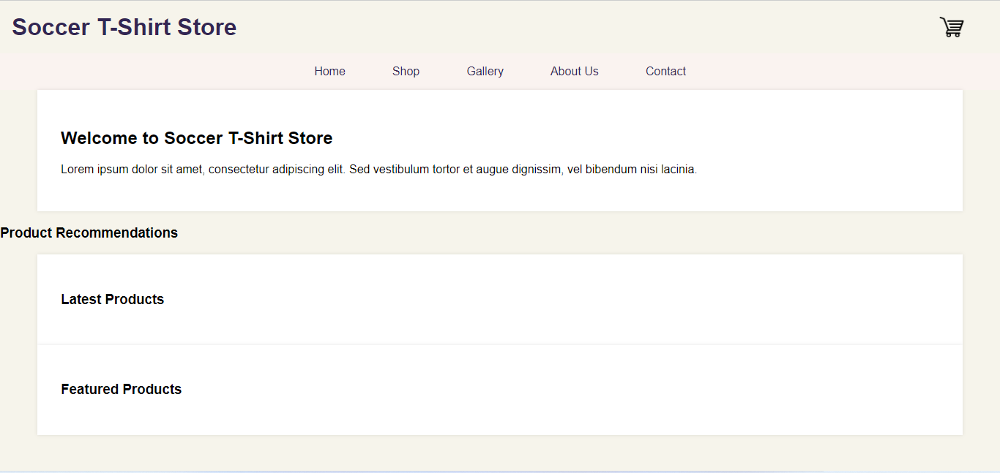 Soccer T-Shirt Store
Home Shop Gallery About Us Contact
Welcome to Soccer T-Shirt Store
Lorem ipsum dolor sit amet, consectetur adipiscing elit. Sed vestibulum tortor et augue dignissim, vel bibendum nisi lacinia.
Product Recommendations
Latest Products
Featured Products